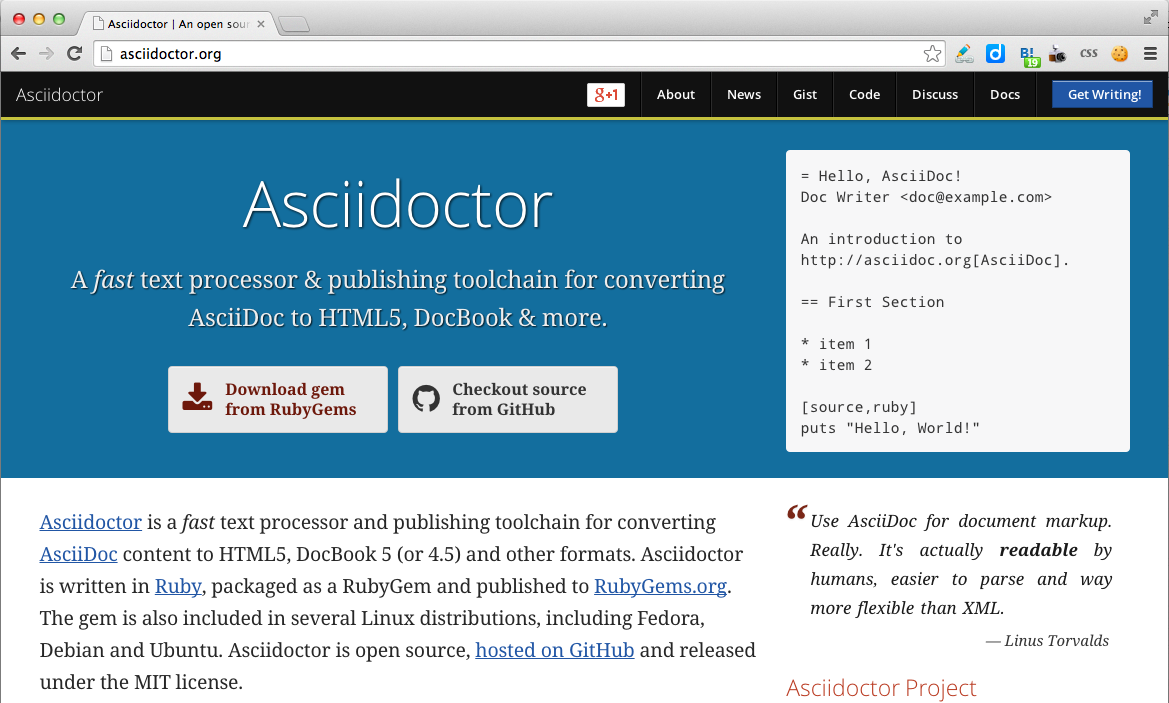 Asciidoctor | An open sour
asciidoctor.org
B!
19
css
Asciidoctor
g+1
About
News
Gist
Code
Discuss
Docs
Get Writing!
Asciidoctor
A fast text processor & publishing toolchain for converting
AsciiDoc to HTML5, DocBook & more.
Download gem
from RubyGems
Checkout source
from GitHub
= Hello, AsciiDoc!
Doc Writer <doc@example.com>
An introduction to
http://asciidoc.org[AsciiDoc].
== First Section
* item 1
* item 2
[source,ruby]
puts "Hello, World!"
Asciidoctor is a fast text processor and publishing toolchain for converting
AsciiDoc content to HTML5, DocBook 5 (or 4.5) and other formats. Asciidoctor
is written in Ruby, packaged as a RubyGem and published to RubyGems.org.
The gem is also included in several Linux distributions, including Fedora,
Debian and Ubuntu. Asciidoctor is open source, hosted on GitHub and released
under the MIT license.
“ Use AsciiDoc for document markup.
Really. It's actually readable by
humans, easier to parse and way
more flexible than XML.
— Linus Torvalds
Asciidoctor Project